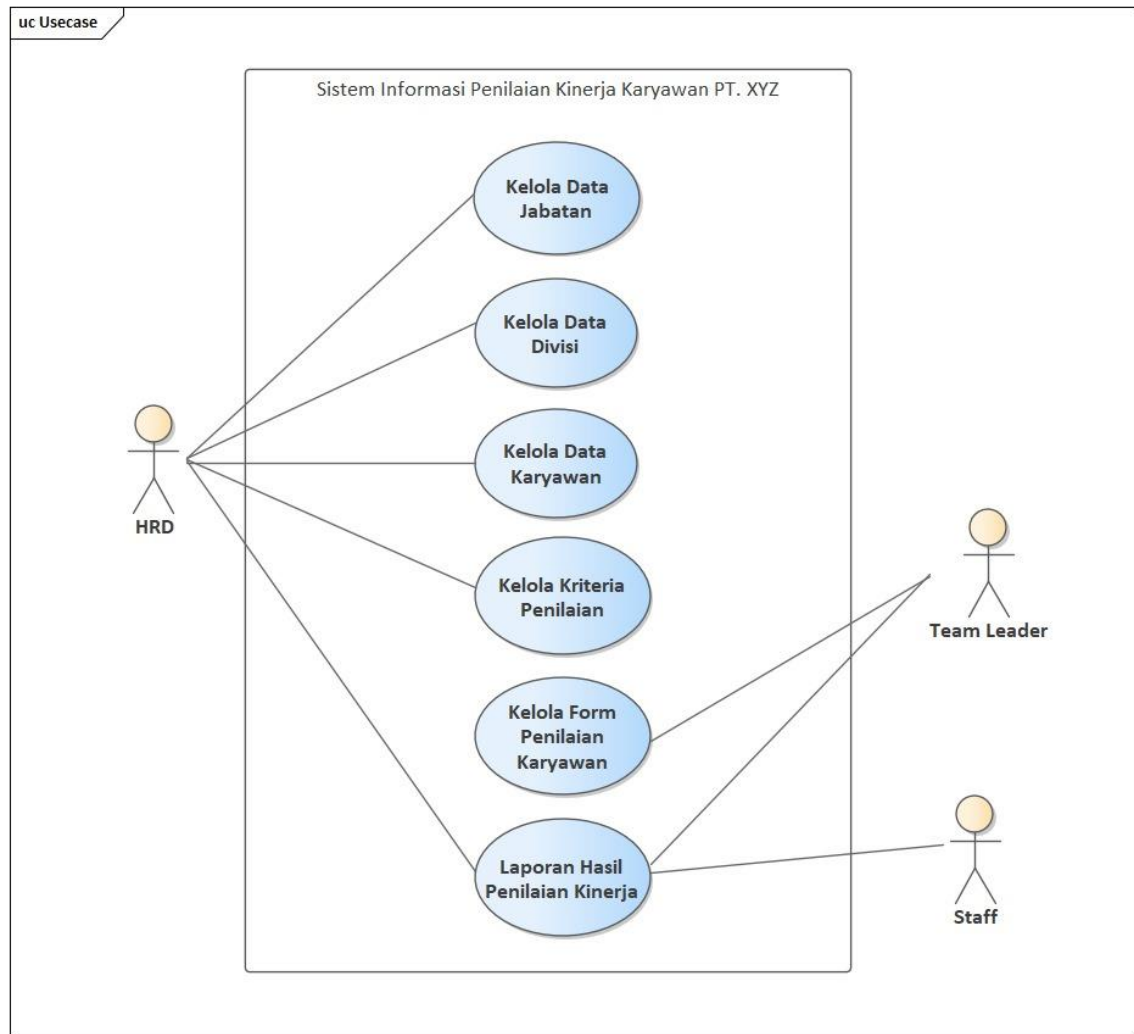 uc Usecase
Sistem Informasi Penilaian Kinerja Karyawan PT. XYZ
Kelola Data
Jabatan
Kelola Data
Divisi
Kelola Data
Karyawan
HRD
Kelola Kriteria
Penilaian
Team Leader
Kelola Form
Penilaian
Karyawan
Laporan Hasil
Penilaian Kinerja
Staff